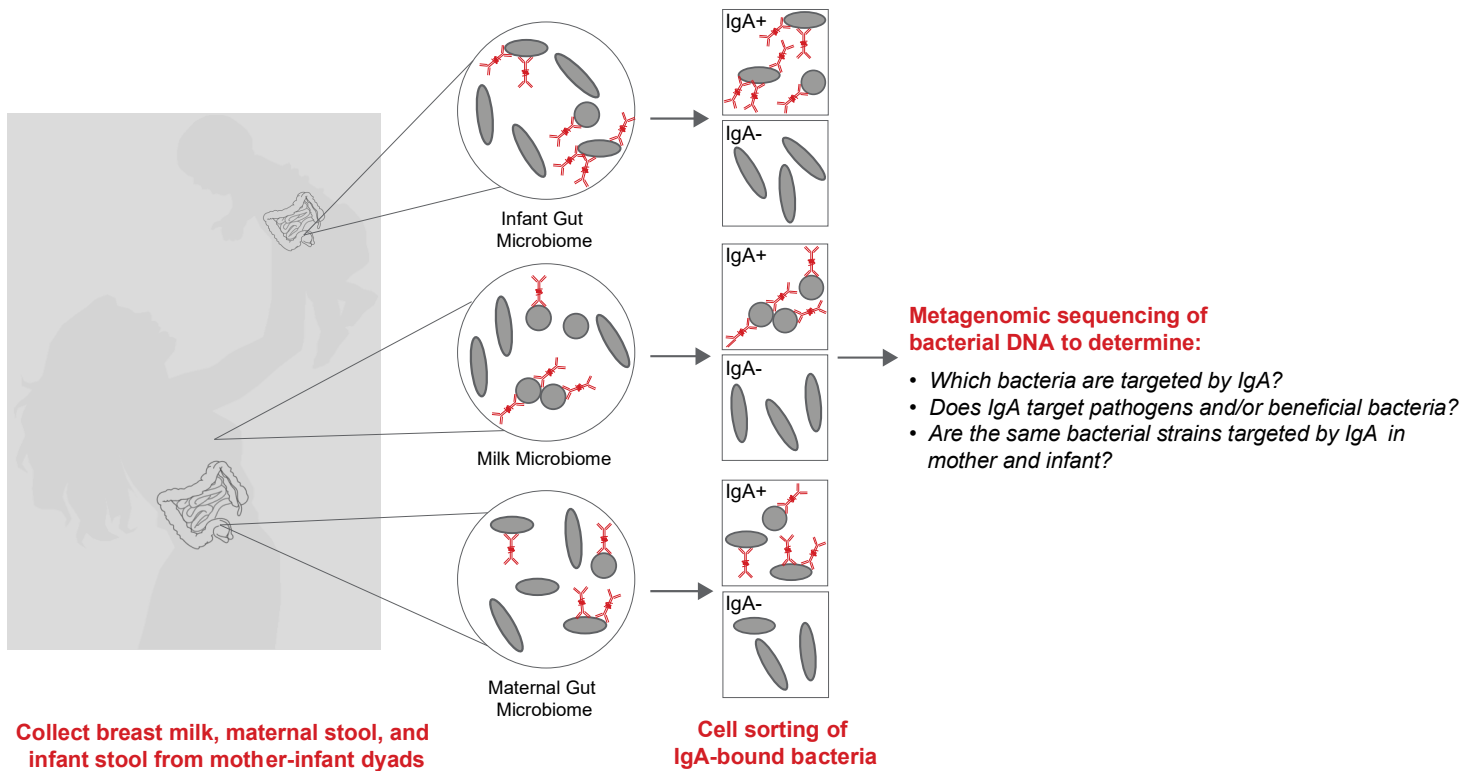 IgA+
IgA-
Infant Gut
Microbiome
IgA+
IgA-
Milk Microbiome
IgA+
IgA-
Maternal Gut
Microbiome
Collect breast milk, maternal stool, and
infant stool from mother-infant dyads
Cell sorting of
IgA-bound bacteria
Metagenomic sequencing of
bacterial DNA to determine:
• Which bacteria are targeted by IgA?
• Does IgA target pathogens and/or beneficial bacteria?
• Are the same bacterial strains targeted by IgA in
mother and infant?